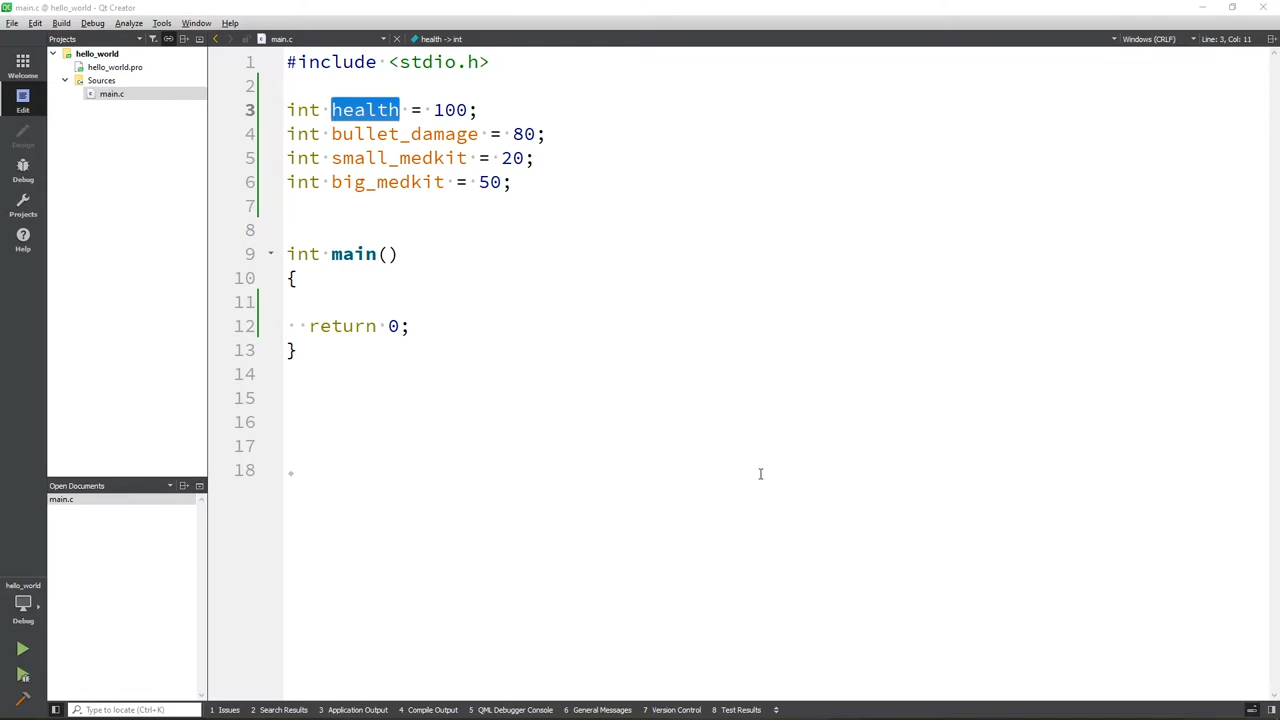 main.c @ hello_world - Qt Creator
File Edit Build Debug Analyze Tools Window Help
Projects
main.c
health -> int
Windows (CRLF)
Line: 3, Col: 11
Welcome
Edit
Design
Debug
Projects
Help
hello_world
hello_world.pro
Sources
main.c
1 #include <stdio.h>
2
3 int health = 100;
4 int bullet_damage = 80;
5 int small_medkit = 20;
6 int big_medkit = 50;
7
8
9 int main()
10 {
11
12 return 0;
13 }
14
15
16
17
18
Open Documents
main.c
hello_world
Debug
Type to locate (Ctrl+K)
1 Issues
2 Search Results
3 Application Output
4 Compile Output
5 QML Debugger Console
6 General Messages
7 Version Control
8 Test Results